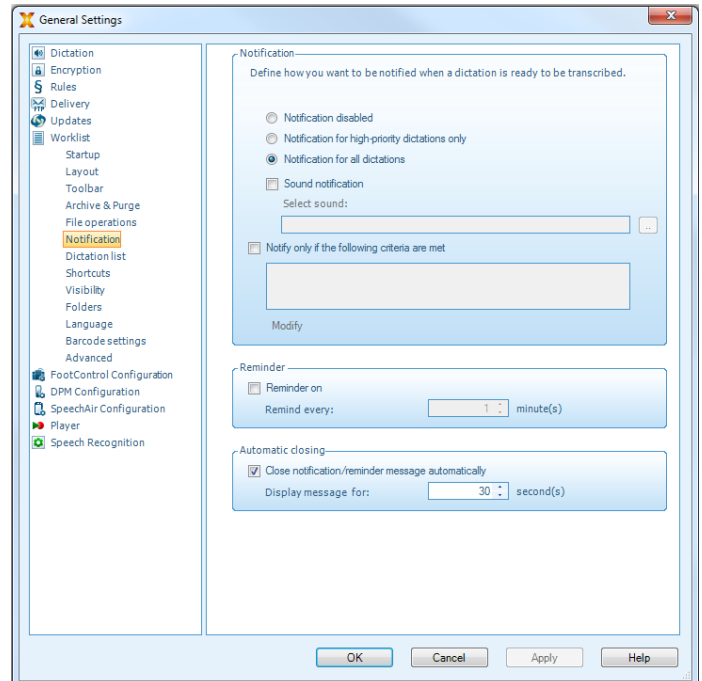 General Settings
Dictation
Encryption
Rules
Delivery
Updates
Worklist
Startup
Layout
Toolbar
Archive & Purge
File operations
Notification
Dictation list
Shortcuts
Visibility
Folders
Language
Barcode settings
Advanced
FootControl Configuration
DPM Configuration
SpeechAir Configuration
Player
Speech Recognition
Notification
Define how you want to be notified when a dictation is ready to be transcribed.
Notification disabled
Notification for high-priority dictations only
Notification for all dictations
Sound notification
Select sound:
..
Notify only if the following criteria are met
Modify
Reminder
Reminder on
Remind every: 1 minute(s)
Automatic closing
Close notification/reminder message automatically
Display message for: 30 second(s)
OK Cancel Apply Help